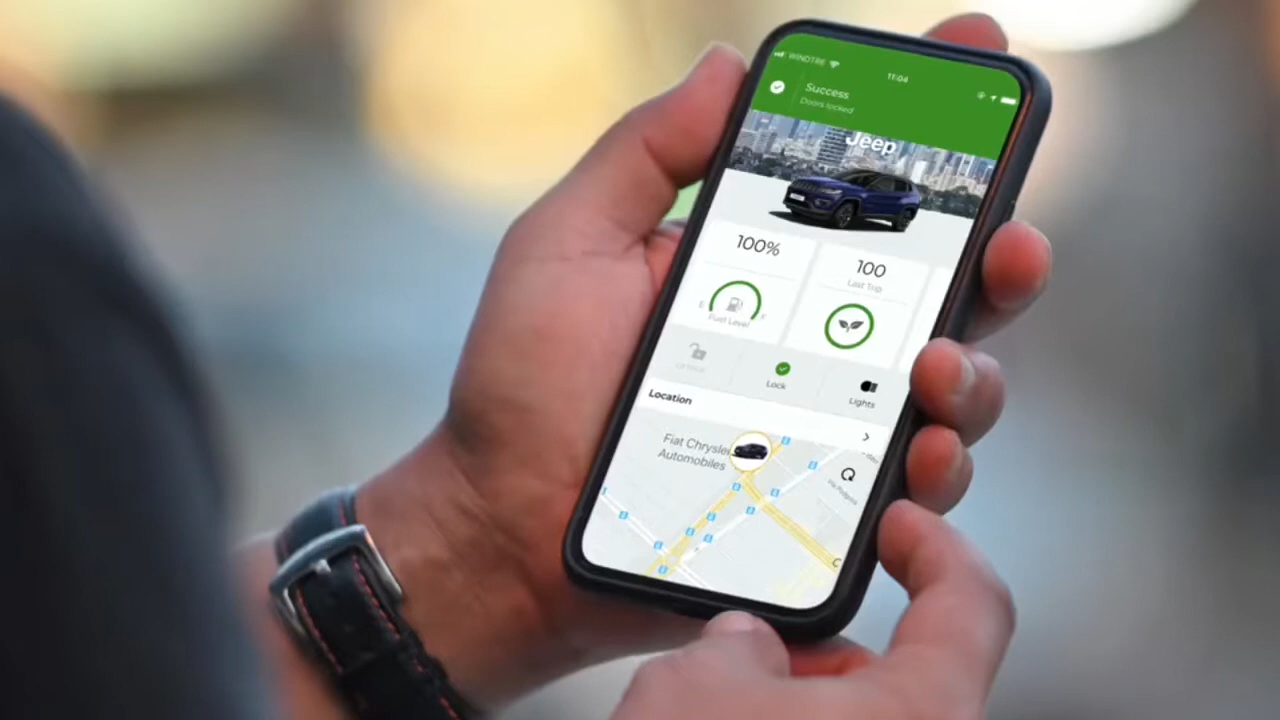 WINDTRE
11:04
Success
Doors locked
Jeep
100%
100
Last Trip
E
F
Fuel Level
Lock
Lights
Location
Fiat Chrysler
Automobiles